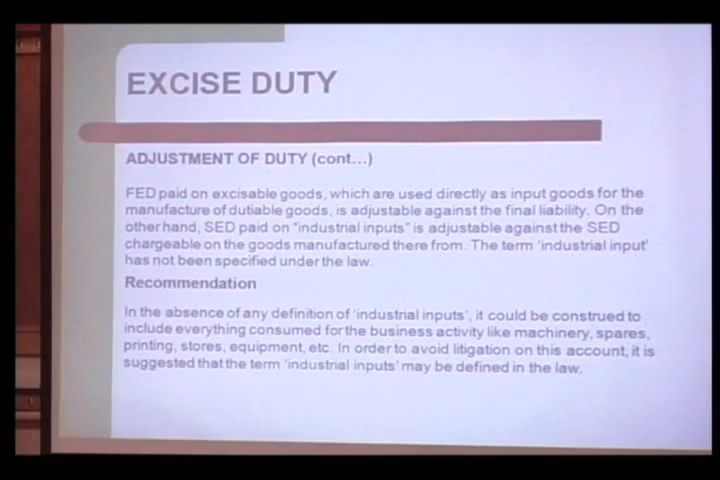 EXCISE DUTY
ADJUSTMENT OF DUTY (cont...)
FED paid on excisable goods, which are used directly as input goods for the
manufacture of dutiable goods, is adjustable against the final liability. On the
other hand, SED paid on "industrial inputs" is adjustable against the SED
chargeable on the goods manufactured there from. The term 'industrial input'
has not been specified under the law.
Recommendation
In the absence of any definition of 'industrial inputs', it could be construed to
include everything consumed for the business activity like machinery, spares,
printing, stores, equipment, etc. In order to avoid litigation on this account, it is
suggested that the term 'industrial inputs' may be defined in the law.